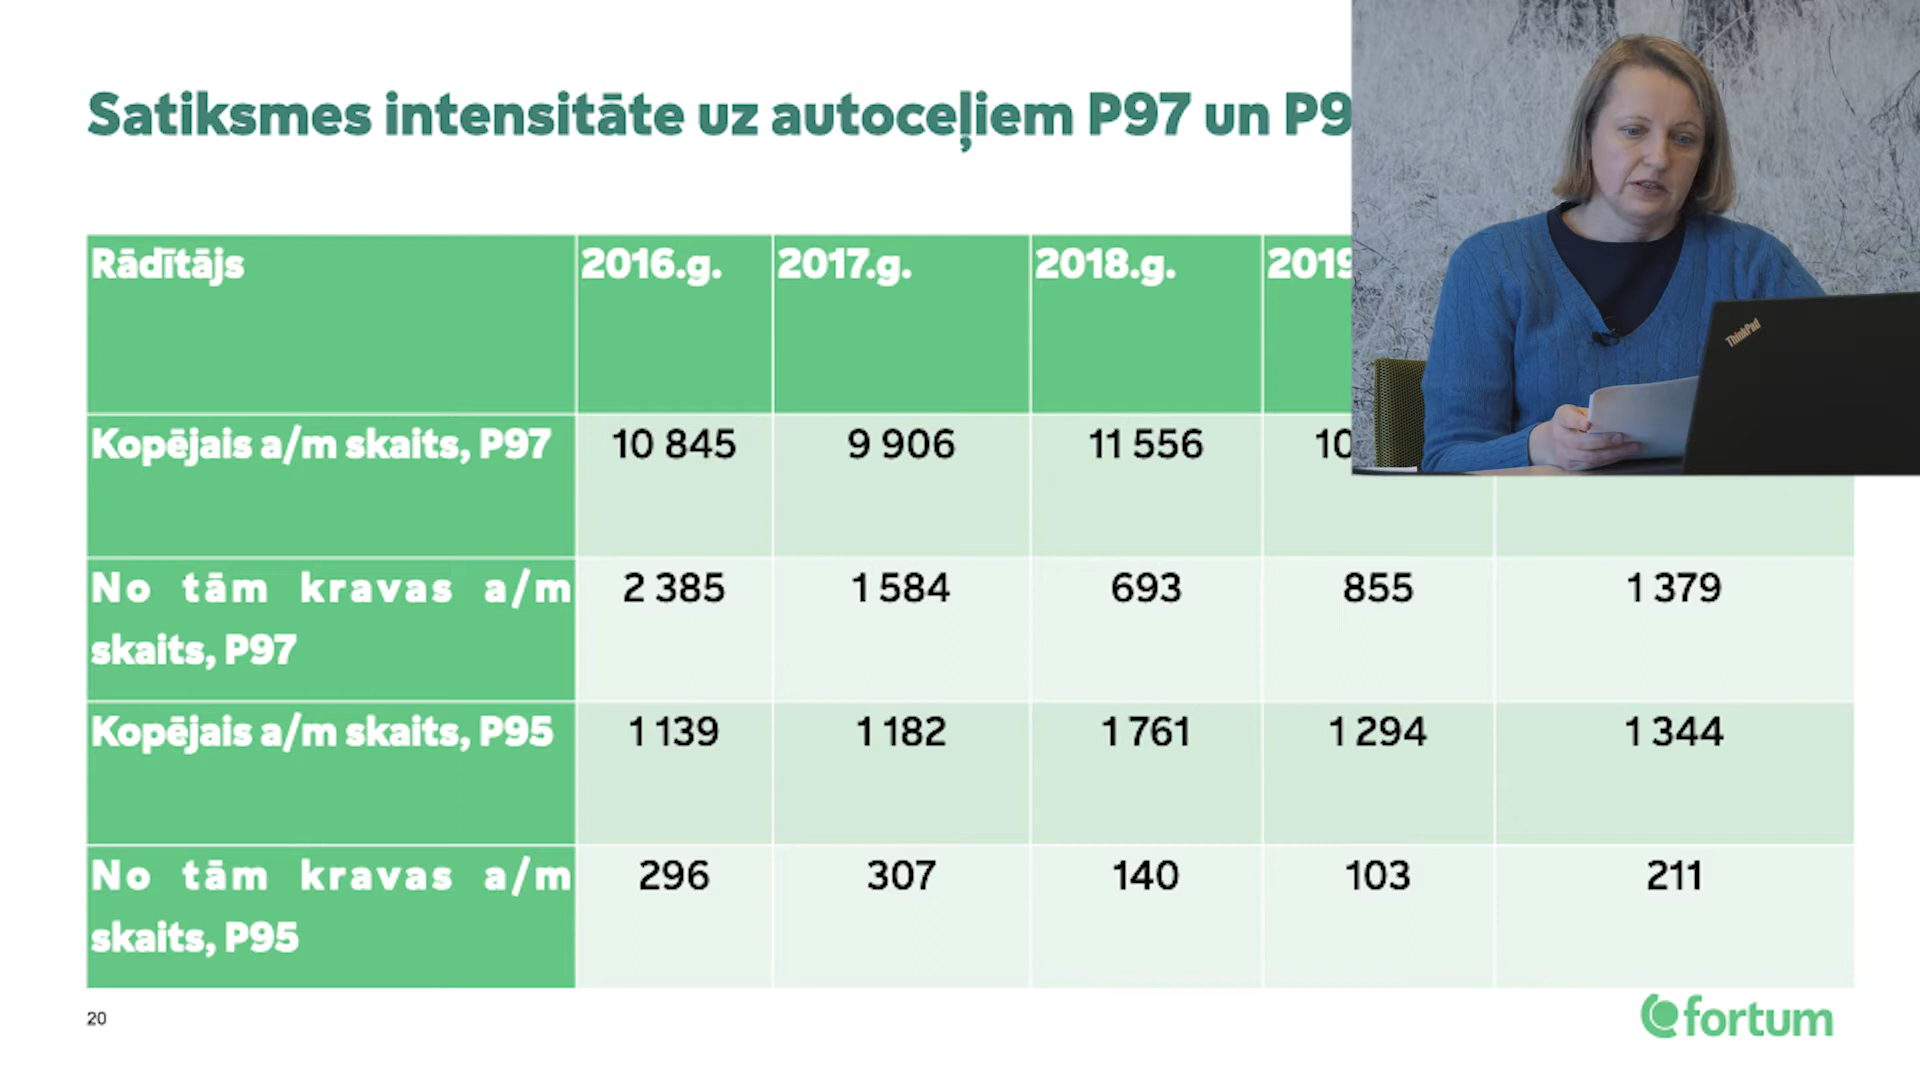 Satiksmes intensitāte uz autoceļiem P97 un P9
Rādītājs 2016.g. 2017.g. 2018.g. 2019
Kopējais a/m skaits, P97 10 845 9 906 11 556 10
No tām kravas a/m 2 385 1 584 693 855 1 379
skaits, P97
Kopējais a/m skaits, P95 1 139 1 182 1 761 1 294 1 344
No tām kravas a/m 296 307 140 103 211
skaits, P95
20
fortum
ThinkPad